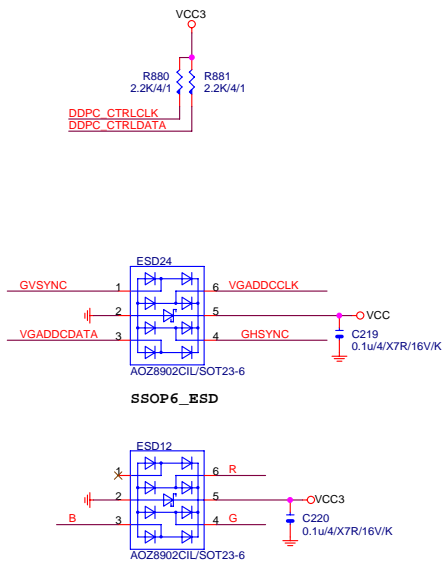 VCC3
R880 R881
2.2K/4/1 2.2K/4/1
DDPC_CTRLCLK
DDPC_CTRLDATA
ESD24
GVSYNC 1 6 VGADDCCLK
2 5 VCC
VGADDCDATA 3 4 GHSYNC
C219
0.1u/4/X7R/16V/K
AOZ8902CIL/SOT23-6
SSOP6_ESD
ESD12
1 6 R
2 5 VCC3
B 3 4 G
C220
0.1u/4/X7R/16V/K
AOZ8902CIL/SOT23-6